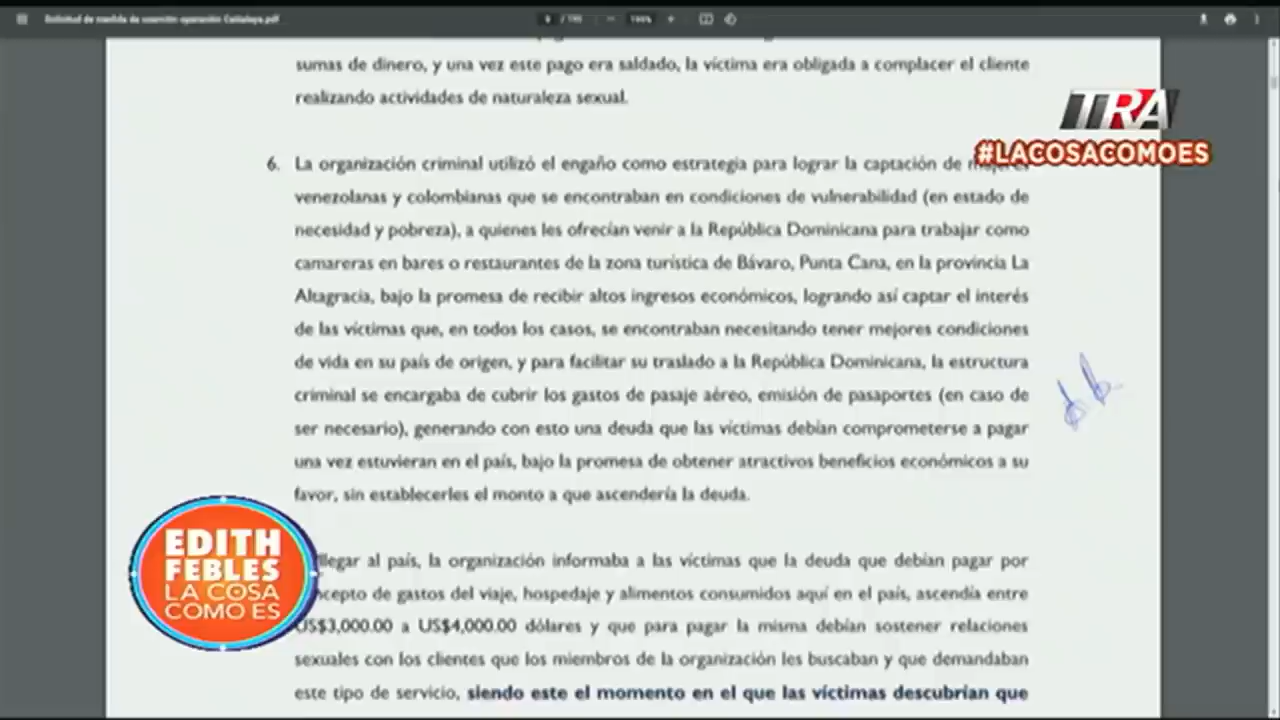 Solicitud de medida de coerción operación Cattleya.pdf
TRA
#LACOSACOMOES
sumas de dinero, y una vez este pago era saldado, la víctima era obligada a complacer el cliente
realizando actividades de naturaleza sexual.
6. La organización criminal utilizó el engaño como estrategia para lograr la captación de mujeres
venezolanas y colombianas que se encontraban en condiciones de vulnerabilidad (en estado de
necesidad y pobreza), a quienes les ofrecían venir a la República Dominicana para trabajar como
camareras en bares o restaurantes de la zona turística de Bávaro, Punta Cana, en la provincia La
Altagracia, bajo la promesa de recibir altos ingresos económicos, logrando así captar el interés
de las víctimas que, en todos los casos, se encontraban necesitando tener mejores condiciones
de vida en su país de origen, y para facilitar su traslado a la República Dominicana, la estructura
criminal se encargaba de cubrir los gastos de pasaje aéreo, emisión de pasaportes (en caso de
ser necesario), generando con esto una deuda que las víctimas debían comprometerse a pagar
una vez estuvieran en el país, bajo la promesa de obtener atractivos beneficios económicos a su
favor, sin establecerles el monto a que ascendería la deuda.
llegar al país, la organización informaba a las víctimas que la deuda que debían pagar por
cepto de gastos del viaje, hospedaje y alimentos consumidos aquí en el país, ascendía entre
US$3,000.00 a US$4,000.00 dólares y que para pagar la misma debían sostener relaciones
sexuales con los clientes que los miembros de la organización les buscaban y que demandaban
este tipo de servicio, siendo este el momento en el que las víctimas descubrían que
EDITH
FEBLES
LA COSA
COMO ES